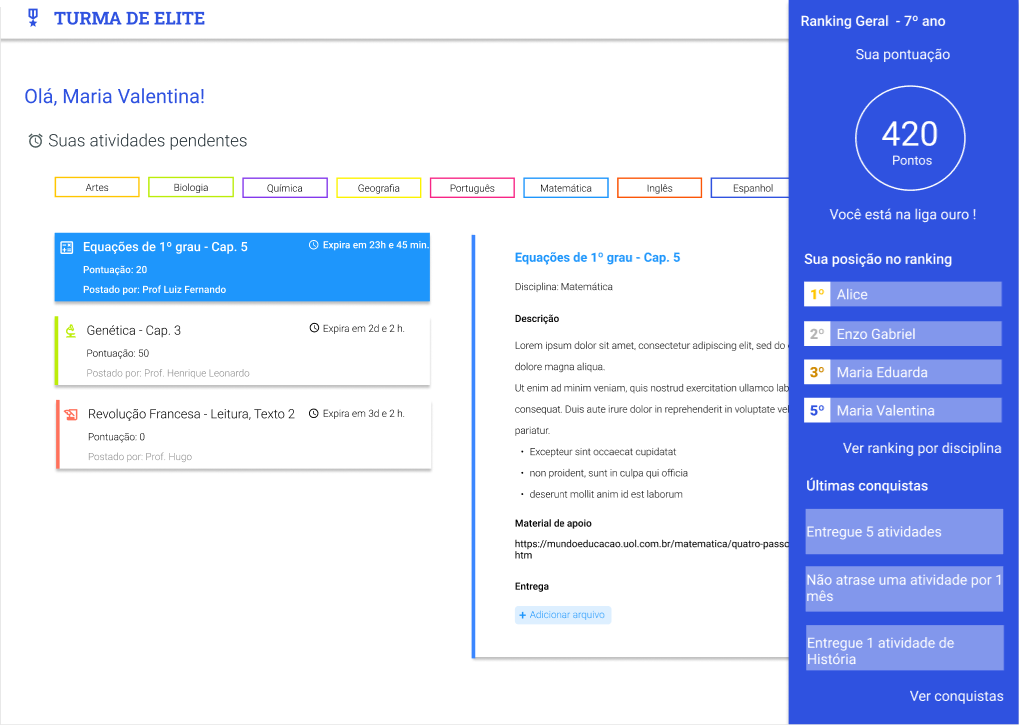 TURMA DE ELITE
Olá, Maria Valentina!
Suas atividades pendentes
Artes
Biologia
Química
Geografia
Português
Matemática
Inglês
Espanhol
Equações de 1º grau - Cap. 5
Expira em 23h e 45 min.
Pontuação: 20
Postado por: Prof Luiz Fernando
Genética - Cap. 3
Expira em 2d e 2 h.
Pontuação: 50
Postado por: Prof. Henrique Leonardo
Revolução Francesa - Leitura, Texto 2
Expira em 3d e 2 h.
Pontuação: 0
Postado por: Prof. Hugo
Equações de 1º grau - Cap. 5
Disciplina: Matemática
Descrição
Lorem ipsum dolor sit amet, consectetur adipiscing elit, sed do
dolore magna aliqua.
Ut enim ad minim veniam, quis nostrud exercitation ullamco lab
consequat. Duis aute irure dolor in reprehenderit in voluptate vel
pariatur.
• Excepteur sint occaecat cupidatat
• non proident, sunt in culpa qui officia
• deserunt mollit anim id est laborum
Material de apoio
https://mundoeducacao.uol.com.br/matematica/quatro-passo
htm
Entrega
+ Adicionar arquivo
Ranking Geral - 7º ano
Sua pontuação
420
Pontos
Você está na liga ouro !
Sua posição no ranking
1º Alice
2º Enzo Gabriel
3º Maria Eduarda
5º Maria Valentina
Ver ranking por disciplina
Últimas conquistas
Entregue 5 atividades
Não atrase uma atividade por 1
mês
Entregue 1 atividade de
História
Ver conquistas